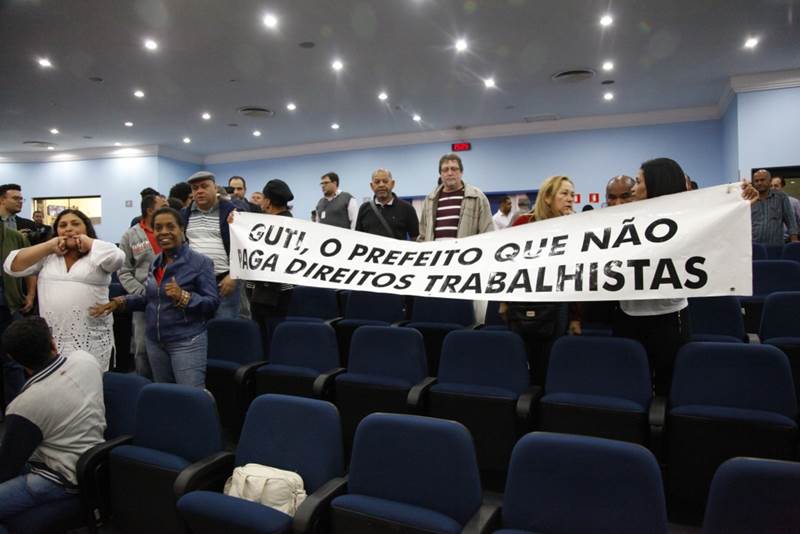 GUTI, O PREFEITO QUE NÃO
PAGA DIREITOS TRABALHISTAS